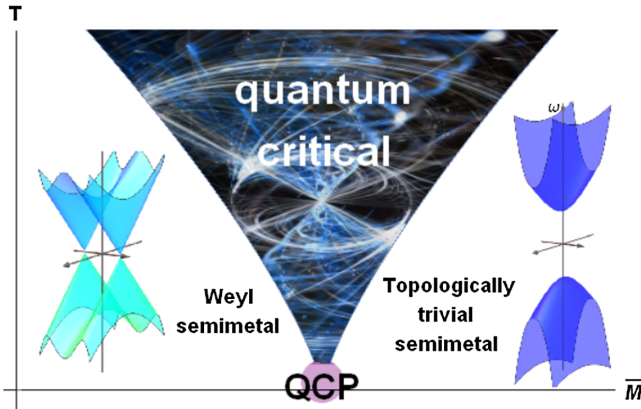 T
quantum
critical
ω
Weyl
semimetal
Topologically
trivial
semimetal
QCP
M̅